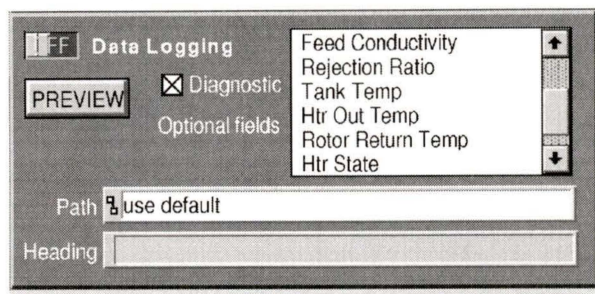 OFF Data Logging
PREVIEW
Diagnostic
Optional fields
Feed Conductivity
Rejection Ratio
Tank Temp
Htr Out Temp
Rotor Return Temp
Htr State
Path use default
Heading